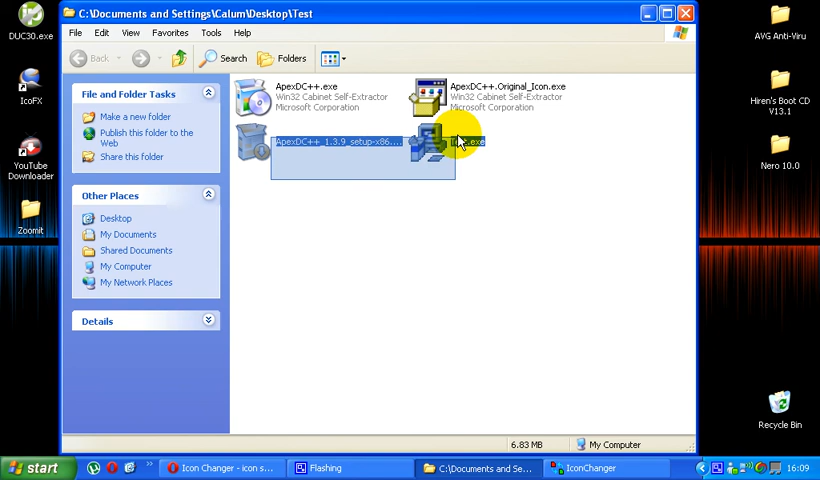 C:\Documents and Settings\Calum\Desktop\Test
File Edit View Favorites Tools Help
Back Search Folders
DUC30.exe
IcoFX
YouTube
Downloader
Zoomit
File and Folder Tasks
Make a new folder
Publish this folder to the
Web
Share this folder
Other Places
Desktop
My Documents
Shared Documents
My Computer
My Network Places
Details
ApexDC++.exe
Win32 Cabinet Self-Extractor
Microsoft Corporation
ApexDC++.Original_Icon.exe
Win32 Cabinet Self-Extractor
Microsoft Corporation
ApexDC++_1.3.9_setup-x86....
AVG Anti-Viru
Hiren's Boot CD
V13.1
Nero 10.0
Recycle Bin
6.83 MB My Computer
start
Icon Changer - icon s...
Flashing
C:\Documents and Se...
IconChanger
16:09